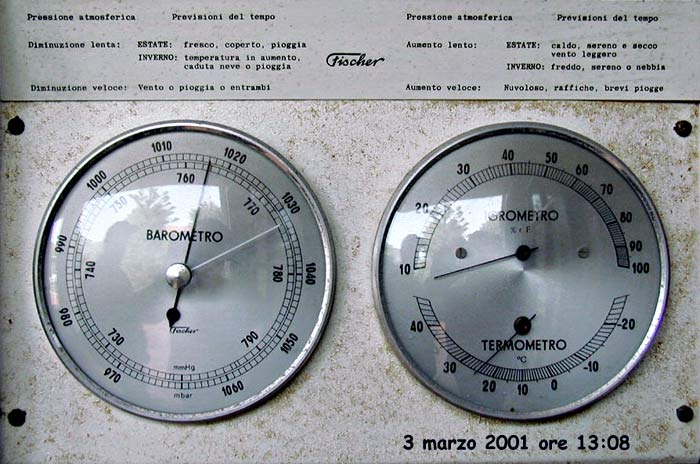 Pressione atmosferica Previsioni del tempo
Diminuzione lenta: ESTATE: fresco, coperto, pioggia
INVERNO: temperatura in aumento,
caduta neve o pioggia
Diminuzione veloce: Vento o pioggia o entrambi
Fischer
Pressione atmosferica Previsioni del tempo
Aumento lento: ESTATE: caldo, sereno e secco
vento leggero
INVERNO: freddo, sereno o nebbia
Aumento veloce: Nuvoloso, raffiche, brevi piogge
970 980 990 1000 1010 1020 1030 1040 1050 1060
730 740 750 760 770 780 790
BAROMETRO
Fischer
mmHg
mbar
10 20 30 40 50 60 70 80 90 100
IGROMETRO
% r. F.
40 30 20 10 0 -10 -20
TERMOMETRO
°C
3 marzo 2001 ore 13:08